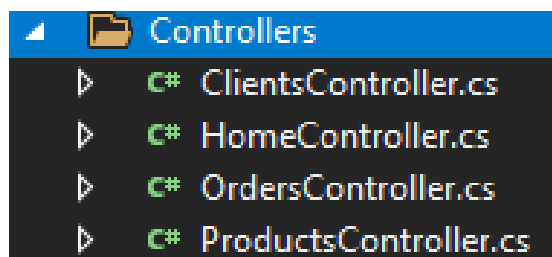 Controllers
C# ClientsController.cs
C# HomeController.cs
C# OrdersController.cs
C# ProductsController.cs